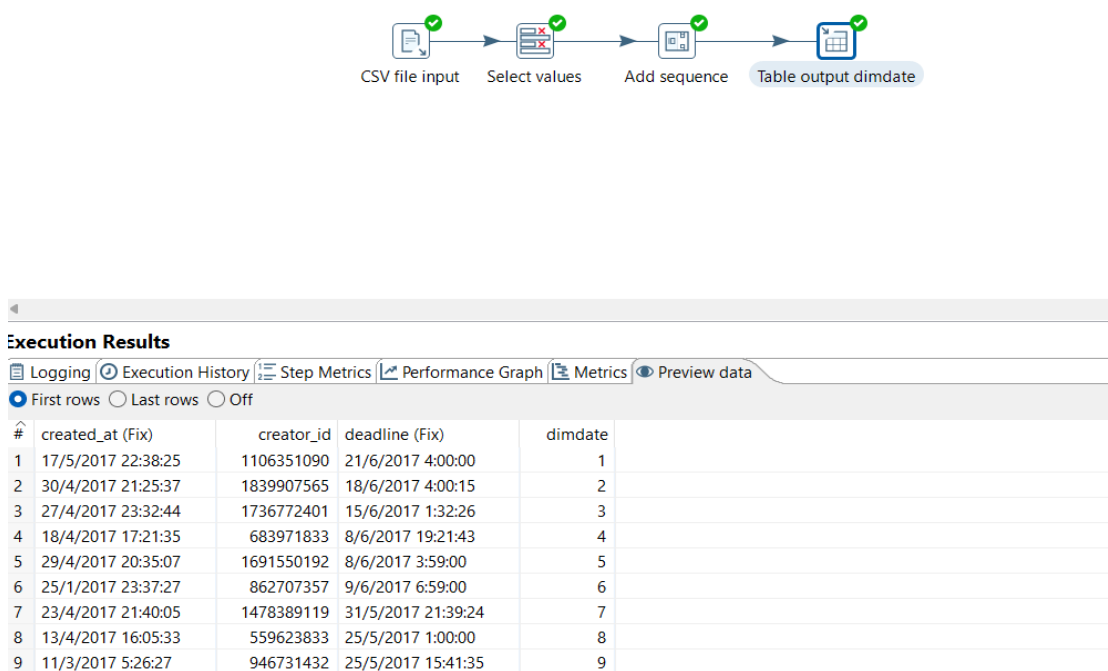 CSV file input Select values Add sequence Table output dimdate
Execution Results
Logging Execution History Step Metrics Performance Graph Metrics Preview data
First rows Last rows Off
# created_at (Fix) creator_id deadline (Fix) dimdate
1 17/5/2017 22:38:25 1106351090 21/6/2017 4:00:00 1
2 30/4/2017 21:25:37 1839907565 18/6/2017 4:00:15 2
3 27/4/2017 23:32:44 1736772401 15/6/2017 1:32:26 3
4 18/4/2017 17:21:35 683971833 8/6/2017 19:21:43 4
5 29/4/2017 20:35:07 1691550192 8/6/2017 3:59:00 5
6 25/1/2017 23:37:27 862707357 9/6/2017 6:59:00 6
7 23/4/2017 21:40:05 1478389119 31/5/2017 21:39:24 7
8 13/4/2017 16:05:33 559623833 25/5/2017 1:00:00 8
9 11/3/2017 5:26:27 946731432 25/5/2017 15:41:35 9